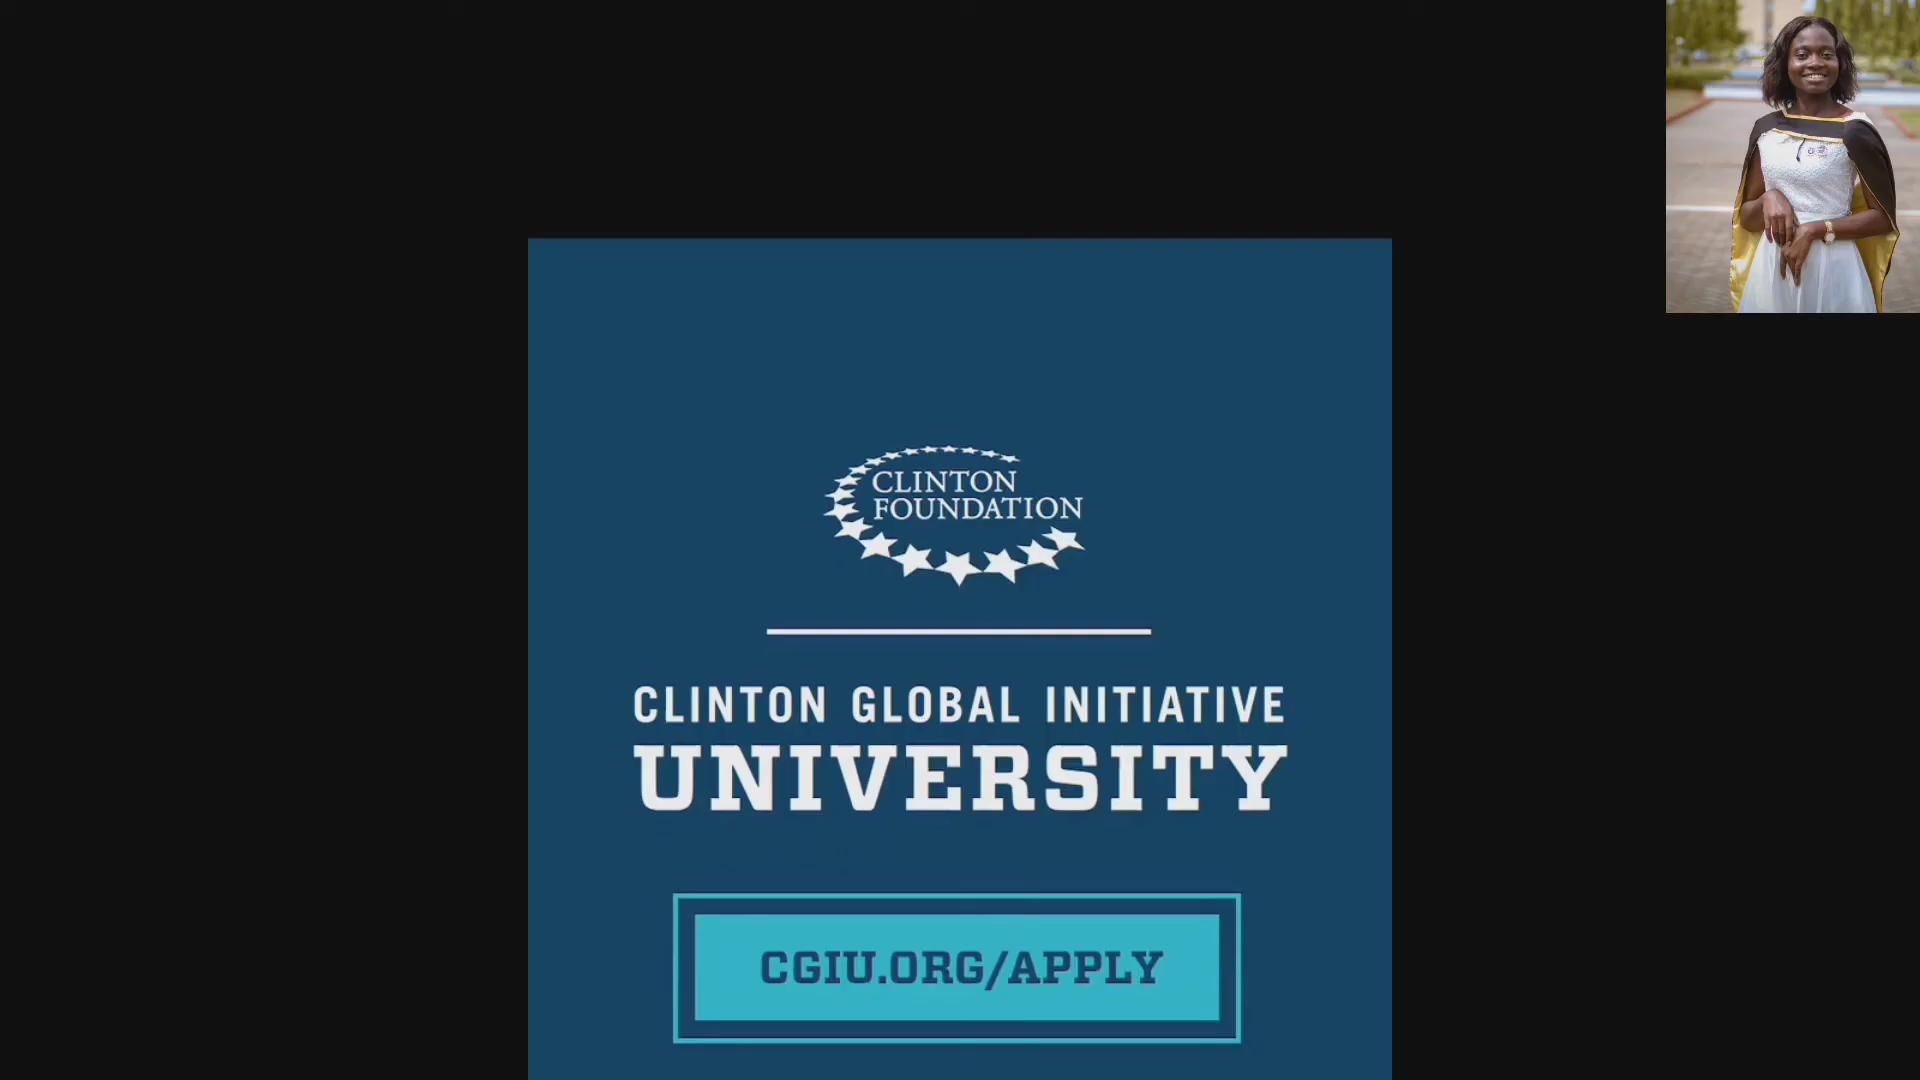 CLINTON
FOUNDATION
CLINTON GLOBAL INITIATIVE
UNIVERSITY
CGIU.ORG/APPLY